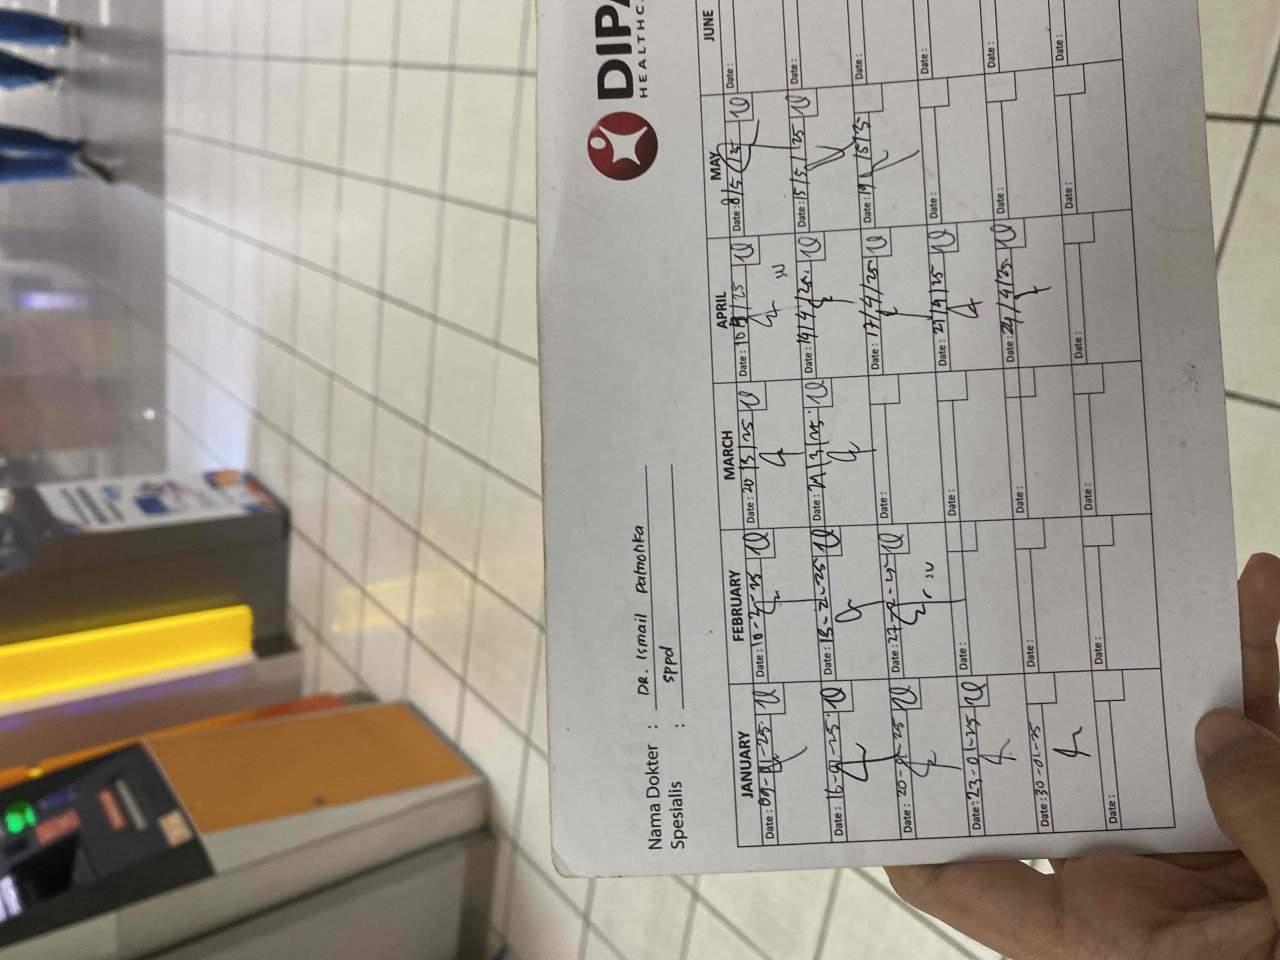 DIPA
HEALTHCA
Nama Dokter : DR. Ismail
Spesialis : SPPd
JANUARY FEBRUARY MARCH APRIL MAY JUNE
Date: 09-01-25. Date: 10-2-25 Date: 20/3/25 Date: Date: 8/5/ Date:
Date: 16-01-25. Date: 13-2-25 Date: 24/3/25. Date: 14/4/25. Date: 15/5/25 Date:
Date: 20-01-25 Date: 27-2-25 Date: Date: 17/4/25. Date: 19 Date:
Date: 23-01-25 Date: Date: Date: 21/4/25 Date: Date:
Date: 30-01-25 Date: Date: Date: 24/4/25. Date: Date:
Date: Date: Date: Date: Date: Date: